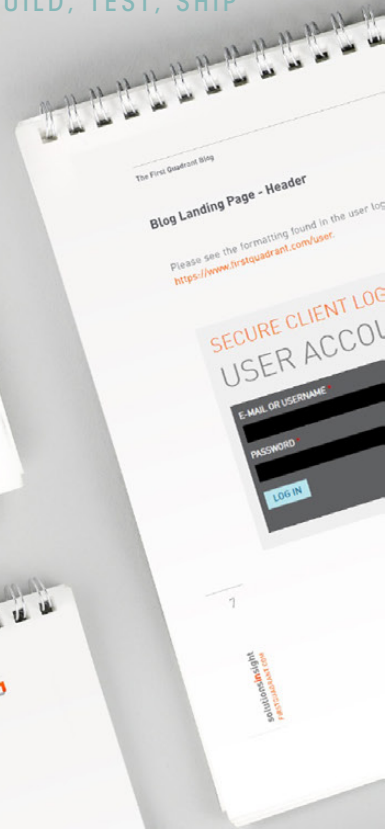 UILD, TEST, SHIP
The First Quadrant Blog
Blog Landing Page - Header
Please see the formatting found in the user log
https://www.firstquadrant.com/user.
SECURE CLIENT LOG
USER ACCOU
E-MAIL OR USERNAME *
PASSWORD *
LOG IN
7
solutionsinsight
FIRSTQUADRANT.COM